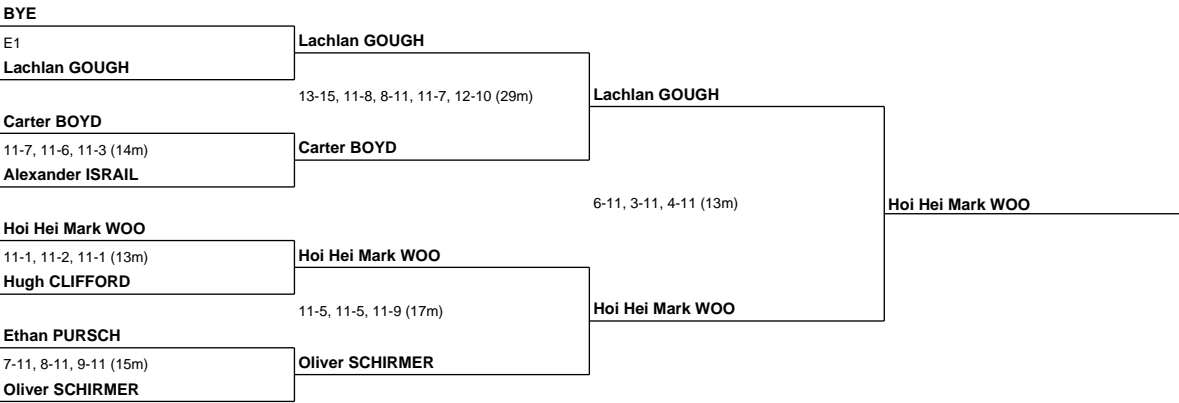 BYE
E1
Lachlan GOUGH
Lachlan GOUGH
13-15, 11-8, 8-11, 11-7, 12-10 (29m)
Lachlan GOUGH
Carter BOYD
11-7, 11-6, 11-3 (14m)
Carter BOYD
Alexander ISRAIL
6-11, 3-11, 4-11 (13m)
Hoi Hei Mark WOO
Hoi Hei Mark WOO
11-1, 11-2, 11-1 (13m)
Hoi Hei Mark WOO
Hugh CLIFFORD
11-5, 11-5, 11-9 (17m)
Hoi Hei Mark WOO
Ethan PURSCH
7-11, 8-11, 9-11 (15m)
Oliver SCHIRMER
Oliver SCHIRMER